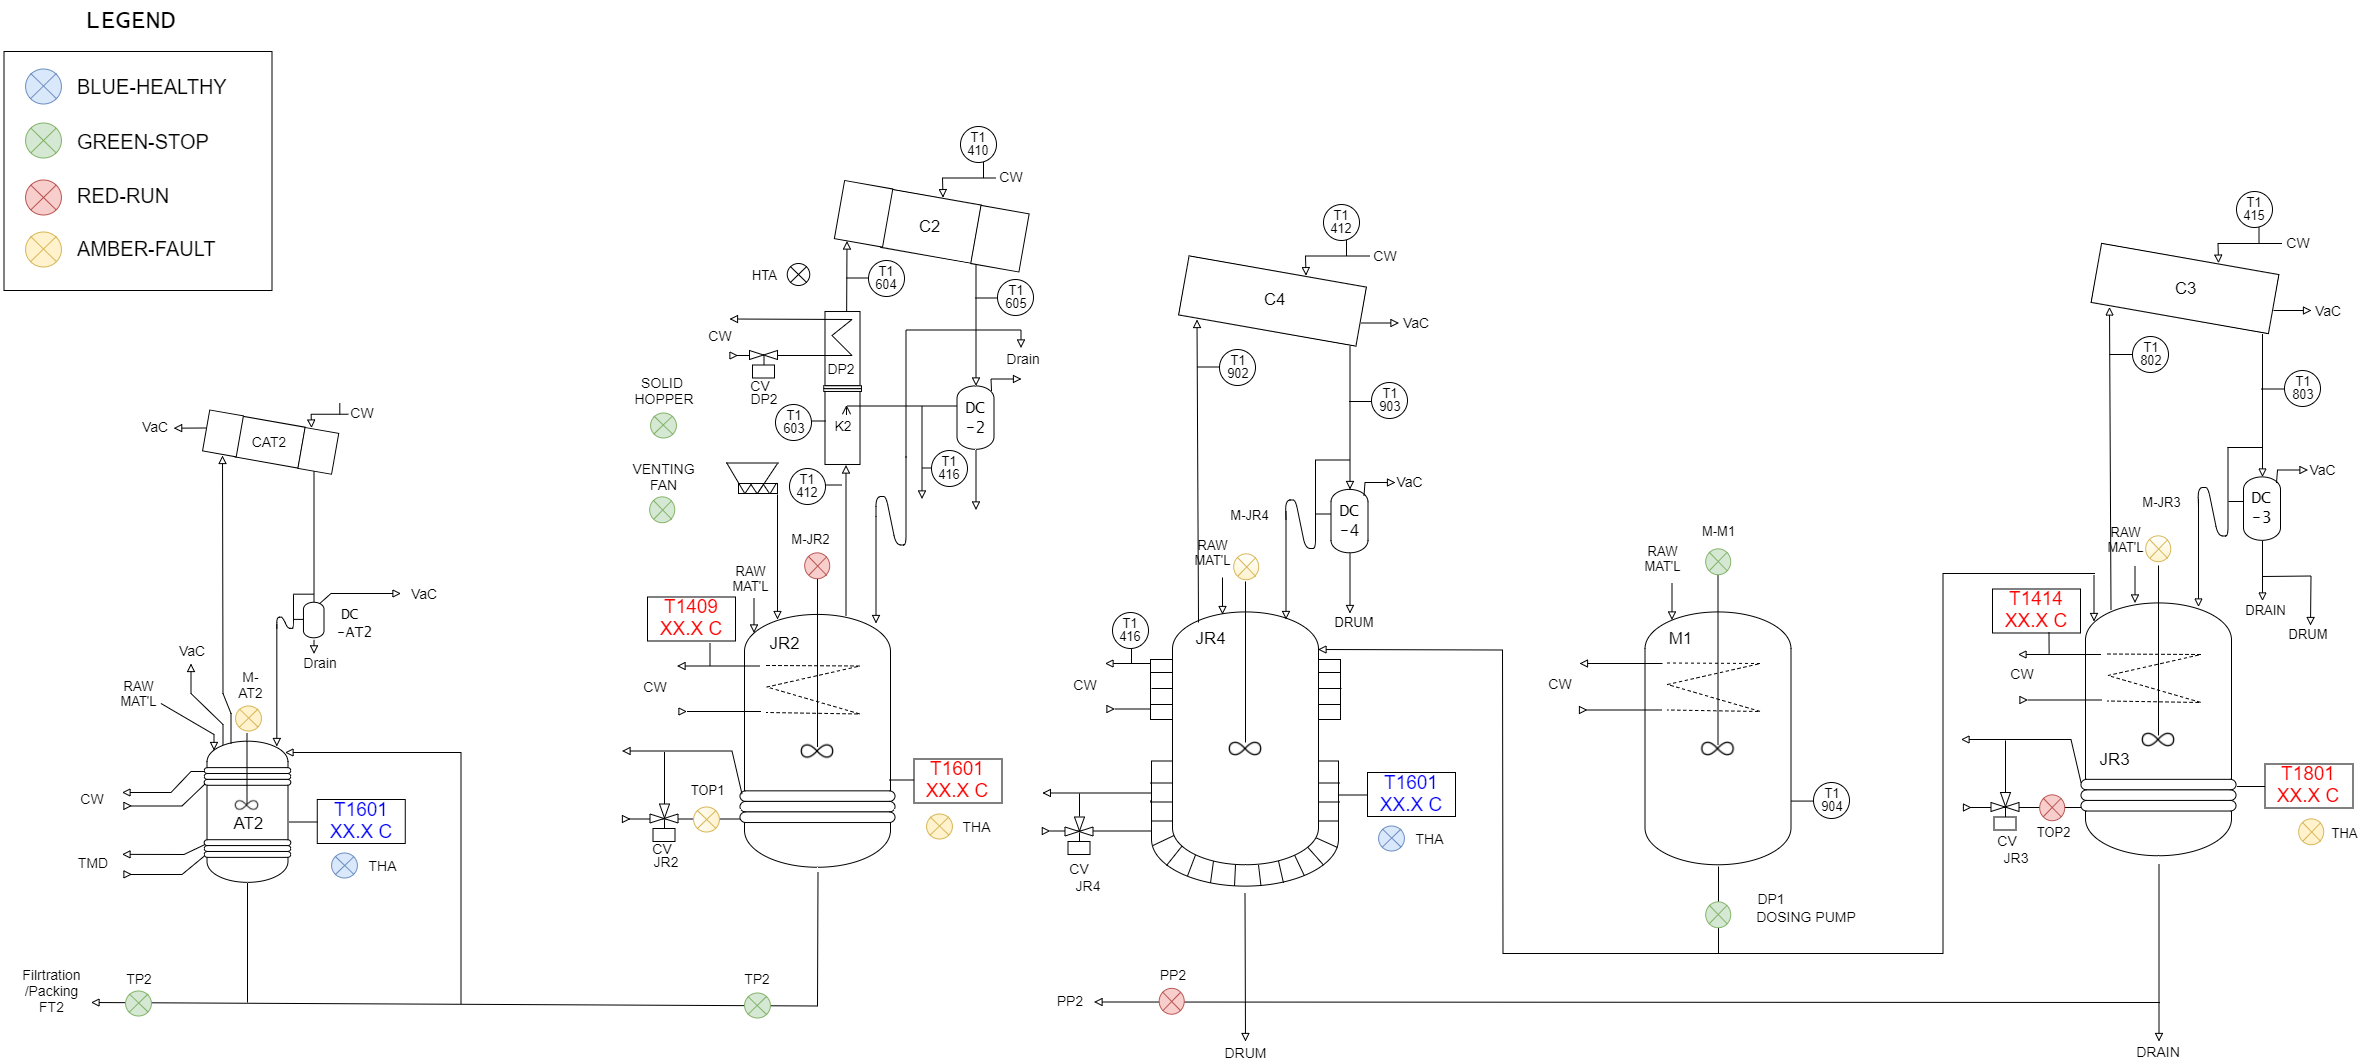 LEGEND
BLUE-HEALTHY
GREEN-STOP
RED-RUN
AMBER-FAULT
VaC
CAT2
CW
VaC
DC
-AT2
Drain
VaC
RAW
MAT'L
M-
AT2
CW
AT2
TMD
T1601
XX.X C
THA
Filrtration
/Packing
FT2
TP2
TP2
T1
410
CW
C2
HTA
T1
604
T1
605
CW
DP2
CV
DP2
Drain
SOLID
HOPPER
T1
603
K2
DC
-2
VENTING
FAN
T1
412
T1
416
M-JR2
RAW
MAT'L
T1409
XX.X C
JR2
CW
TOP1
CV
JR2
T1601
XX.X C
THA
T1
412
CW
C4
VaC
T1
902
T1
903
VaC
DC
-4
M-JR4
RAW
MAT'L
DRUM
T1
416
JR4
CW
CV
JR4
T1601
XX.X C
THA
PP2
PP2
DRUM
M-M1
RAW
MAT'L
M1
CW
T1
904
DP1
DOSING PUMP
T1
415
CW
C3
VaC
T1
802
T1
803
VaC
DC
-3
M-JR3
RAW
MAT'L
DRAIN
DRUM
T1414
XX.X C
CW
JR3
TOP2
CV
JR3
T1801
XX.X C
THA
DRAIN